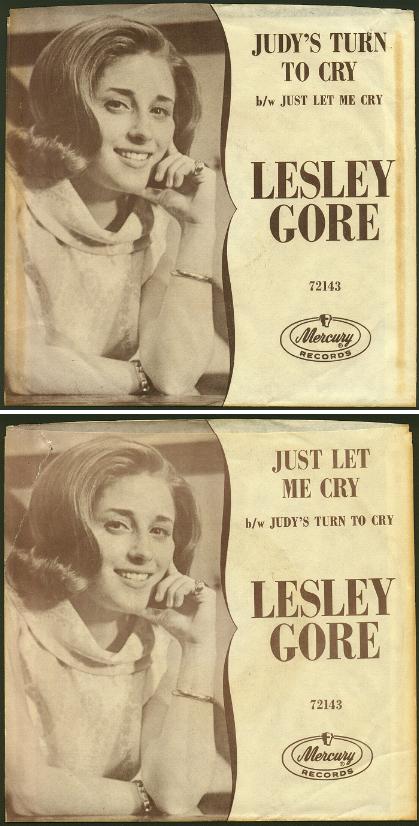 JUDY'S TURN
TO CRY
b/w JUST LET ME CRY
LESLEY
GORE
72143
Mercury®
RECORDS
JUST LET
ME CRY
b/w JUDY'S TURN TO CRY
LESLEY
GORE
72143
Mercury®
RECORDS